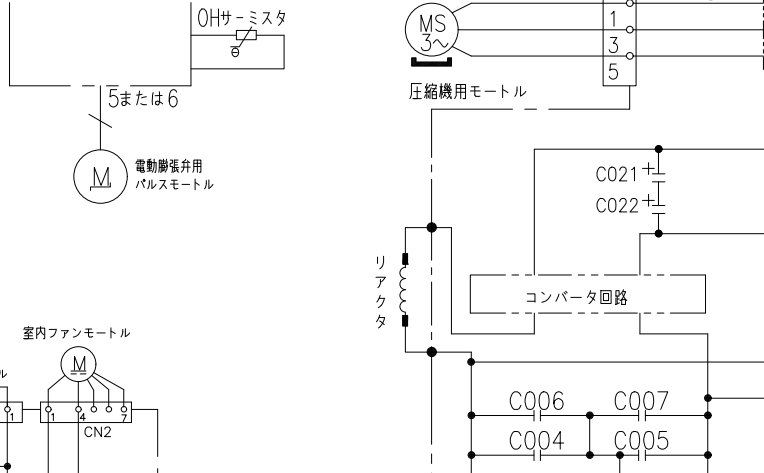 OHサーミスタ
θ
5または6
M
電動膨張弁用
パルスモートル
MS
3～
1
3
5
圧縮機用モートル
C021 +
C022 +
リアクタ
コンバータ回路
室内ファンモートル
M
ル
1
1
4
7
CN2
C006
C007
C004
C005